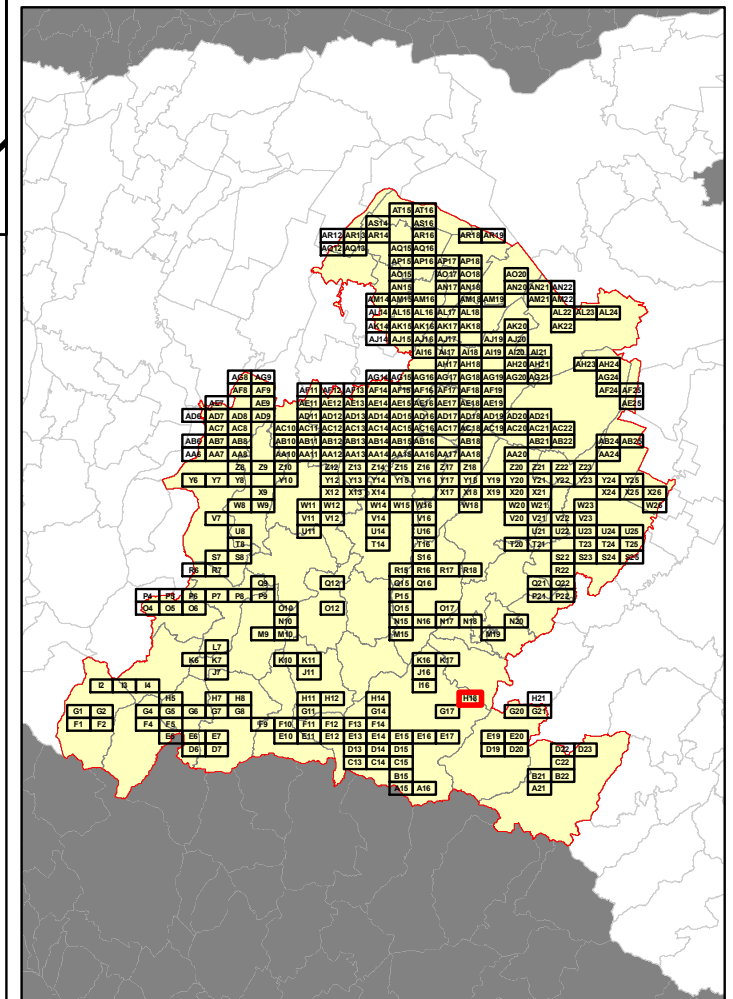 AT15 AT16
AS14 AS16
AR12 AR13 AR14 AR16 AR18 AR19
AQ12 AQ13 AQ15 AQ16
AP15 AP16 AP17 AP18
AO15 AO17 AO18 AO20
AN15 AN17 AN18 AN20 AN21 AN22
AM14 AM15 AM16 AM18 AM19 AM21 AM22
AL14 AL15 AL16 AL17 AL18 AL22 AL23 AL24
AK14 AK15 AK16 AK17 AK18 AK20 AK22
AJ14 AJ15 AJ16 AJ17 AJ19 AJ20
AI16 AI17 AI18 AI19 AI20 AI21
AH17 AH18 AH20 AH21 AH23 AH24
AG8 AG9 AG14 AG15 AG16 AG17 AG18 AG19 AG20 AG21 AG24
AF8 AF9 AF11 AF12 AF13 AF14 AF15 AF16 AF17 AF18 AF19 AF24 AF25
AE7 AE9 AE11 AE12 AE13 AE14 AE15 AE16 AE17 AE18 AE19 AE25
AD6 AD7 AD8 AD9 AD11 AD12 AD13 AD14 AD15 AD16 AD17 AD18 AD19 AD20 AD21
AC7 AC8 AC10 AC11 AC12 AC13 AC14 AC15 AC16 AC17 AC18 AC19 AC20 AC21 AC22
AB6 AB7 AB8 AB10 AB11 AB12 AB13 AB14 AB15 AB16 AB18 AB21 AB22 AB24 AB25
AA6 AA7 AA8 AA10 AA11 AA12 AA13 AA14 AA15 AA16 AA17 AA18 AA20 AA24
Z8 Z9 Z10 Z12 Z13 Z14 Z15 Z16 Z17 Z18 Z20 Z21 Z22 Z23
Y6 Y7 Y8 Y10 Y12 Y13 Y14 Y15 Y16 Y17 Y18 Y19 Y20 Y21 Y22 Y23 Y24 Y25
X9 X12 X13 X14 X17 X18 X19 X20 X21 X24 X25 X26
W8 W9 W11 W12 W14 W15 W16 W18 W20 W21 W23 W26
V7 V11 V12 V14 V16 V20 V21 V22 V23
U8 U11 U14 U16 U21 U22 U23 U24 U25
T8 T14 T16 T20 T21 T23 T24 T25
S7 S8 S16 S22 S23 S24 S25
R6 R7 R15 R16 R17 R18 R22
Q9 Q12 Q15 Q16 Q21 Q22
P4 P5 P6 P7 P8 P9 P15 P21 P22
O4 O5 O6 O10 O12 O15 O17
N10 N15 N16 N17 N18 N20
M9 M10 M15 M19
L7
K6 K7 K10 K11 K16 K17
J7 J11 J16
I2 I3 I4 I16
H5 H7 H8 H11 H12 H14 H18 H21
G1 G2 G4 G5 G6 G7 G8 G11 G14 G17 G20 G21
F1 F2 F4 F5 F9 F10 F11 F12 F13 F14
E5 E6 E7 E10 E11 E12 E13 E14 E15 E16 E17 E19 E20
D6 D7 D13 D14 D15 D19 D20 D22 D23
C13 C14 C15 C22
B15 B21 B22
A15 A16 A21